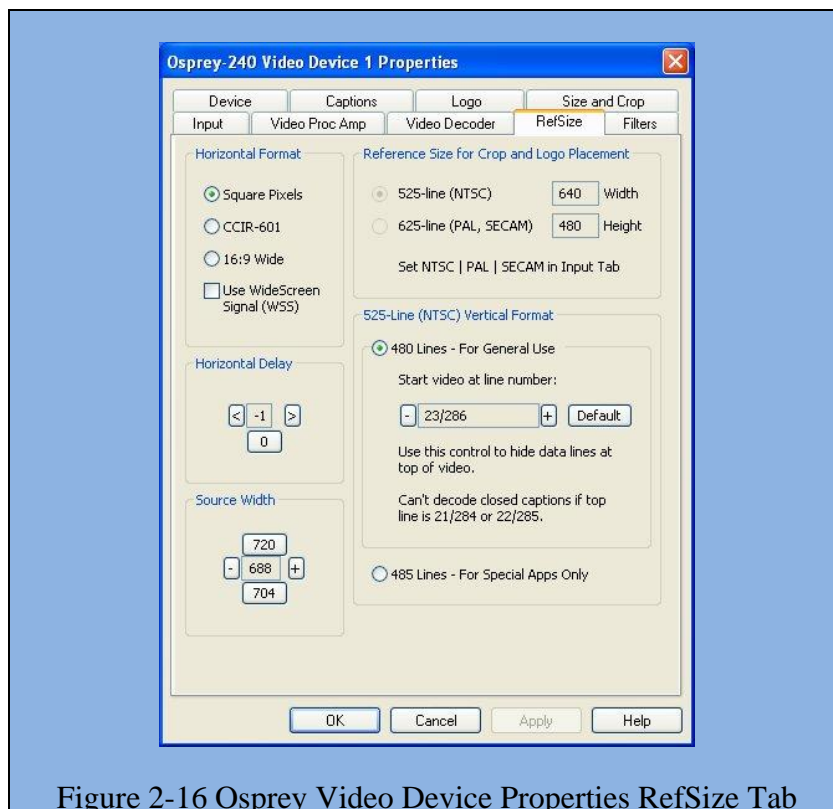 Osprey-240 Video Device 1 Properties
Device Captions Logo Size and Crop
Input Video Proc Amp Video Decoder RefSize Filters
Horizontal Format
Square Pixels
CCIR-601
16:9 Wide
Use WideScreen
Signal (WSS)
Horizontal Delay
< -1 >
0
Source Width
720
- 688 +
704
Reference Size for Crop and Logo Placement
525-line (NTSC) 640 Width
625-line (PAL, SECAM) 480 Height
Set NTSC | PAL | SECAM in Input Tab
525-Line (NTSC) Vertical Format
480 Lines - For General Use
Start video at line number:
- 23/286 + Default
Use this control to hide data lines at
top of video.
Can't decode closed captions if top
line is 21/284 or 22/285.
485 Lines - For Special Apps Only
OK Cancel Apply Help
Figure 2-16 Osprey Video Device Properties RefSize Tab